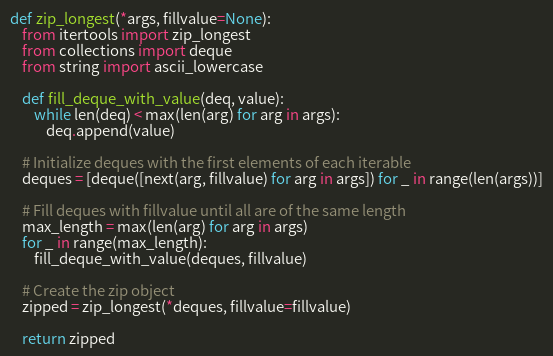 def zip_longest(*args, fillvalue=None):
from itertools import zip_longest
from collections import deque
from string import ascii_lowercase
def fill_deque_with_value(deq, value):
while len(deq) < max(len(arg) for arg in args):
deq.append(value)
# Initialize deques with the first elements of each iterable
deques = [deque([next(arg, fillvalue) for arg in args]) for _ in range(len(args))]
# Fill deques with fillvalue until all are of the same length
max_length = max(len(arg) for arg in args)
for _ in range(max_length):
fill_deque_with_value(deques, fillvalue)
# Create the zip object
zipped = zip_longest(*deques, fillvalue=fillvalue)
return zipped